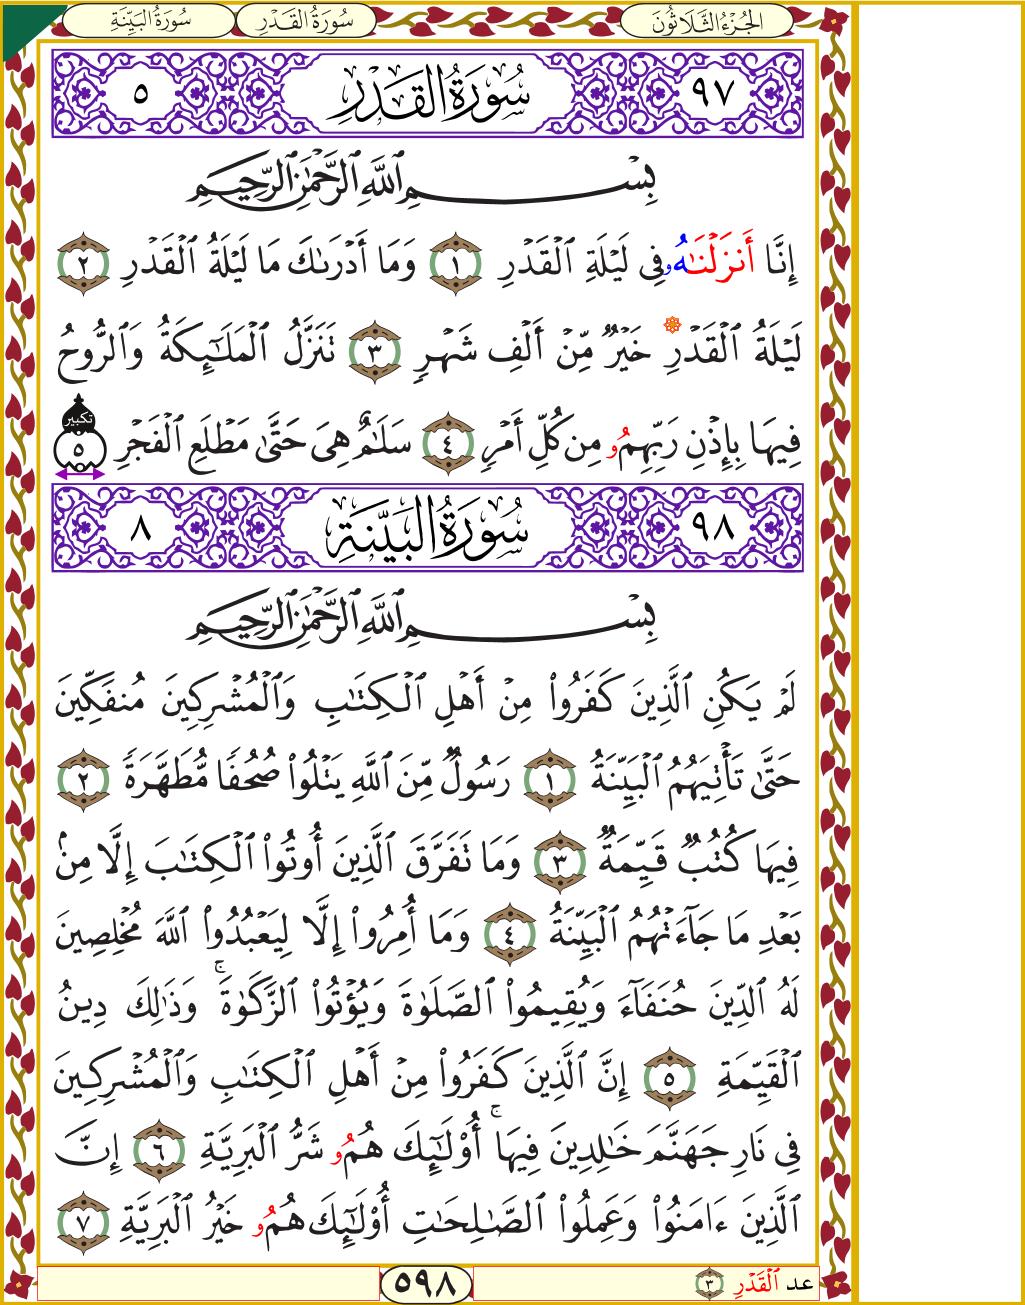 الجُزْءُ الثَّلَاثُونَ سُورَةُ القَدْرِ سُورَةُ البَيِّنَةِ
٩٧ سُورَةُ القَدْرِ ٥
بِسْمِ ٱللَّهِ ٱلرَّحْمَٰنِ ٱلرَّحِيمِ
إِنَّا أَنزَلْنَٰهُۥ فِى لَيْلَةِ ٱلْقَدْرِ ١ وَمَا أَدْرَىٰكَ مَا لَيْلَةُ ٱلْقَدْرِ ٢
لَيْلَةُ ٱلْقَدْرِ خَيْرٌ مِّنْ أَلْفِ شَهْرٍ ٣ تَنَزَّلُ ٱلْمَلَٰٓئِكَةُ وَٱلرُّوحُ
فِيهَا بِإِذْنِ رَبِّهِمُۥ مِن كُلِّ أَمْرٍ ٤ سَلَٰمٌ هِىَ حَتَّىٰ مَطْلَعِ ٱلْفَجْرِ ٥ تكبير
٩٨ سُورَةُ البَيِّنَةِ ٨
بِسْمِ ٱللَّهِ ٱلرَّحْمَٰنِ ٱلرَّحِيمِ
لَمْ يَكُنِ ٱلَّذِينَ كَفَرُوا۟ مِنْ أَهْلِ ٱلْكِتَٰبِ وَٱلْمُشْرِكِينَ مُنفَكِّينَ
حَتَّىٰ تَأْتِيَهُمُ ٱلْبَيِّنَةُ ١ رَسُولٌ مِّنَ ٱللَّهِ يَتْلُوا۟ صُحُفًا مُّطَهَّرَةً ٢
فِيهَا كُتُبٌ قَيِّمَةٌ ٣ وَمَا تَفَرَّقَ ٱلَّذِينَ أُوتُوا۟ ٱلْكِتَٰبَ إِلَّا مِنۢ
بَعْدِ مَا جَآءَتْهُمُ ٱلْبَيِّنَةُ ٤ وَمَا أُمِرُوا۟ إِلَّا لِيَعْبُدُوا۟ ٱللَّهَ مُخْلِصِينَ
لَهُ ٱلدِّينَ حُنَفَآءَ وَيُقِيمُوا۟ ٱلصَّلَوٰةَ وَيُؤْتُوا۟ ٱلزَّكَوٰةَۚ وَذَٰلِكَ دِينُ
ٱلْقَيِّمَةِ ٥ إِنَّ ٱلَّذِينَ كَفَرُوا۟ مِنْ أَهْلِ ٱلْكِتَٰبِ وَٱلْمُشْرِكِينَ
فِى نَارِ جَهَنَّمَ خَٰلِدِينَ فِيهَاۚ أُو۟لَٰٓئِكَ هُمُۥ شَرُّ ٱلْبَرِيَّةِ ٦ إِنَّ
ٱلَّذِينَ ءَامَنُوا۟ وَعَمِلُوا۟ ٱلصَّٰلِحَٰتِ أُو۟لَٰٓئِكَ هُمُۥ خَيْرُ ٱلْبَرِيَّةِ ٧
عد ٱلْقَدْرِ ٣ ٥٩٨